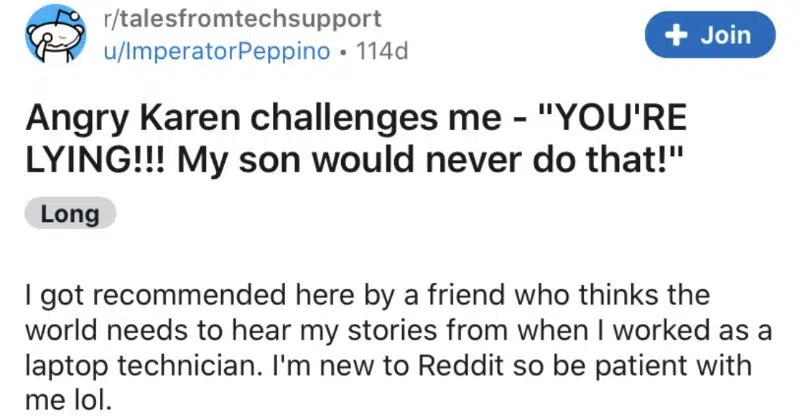 r/talesfromtechsupport
u/ImperatorPeppino • 114d
+ Join
Angry Karen challenges me - "YOU'RE
LYING!!! My son would never do that!"
Long
I got recommended here by a friend who thinks the
world needs to hear my stories from when I worked as a
laptop technician. I'm new to Reddit so be patient with
me lol.